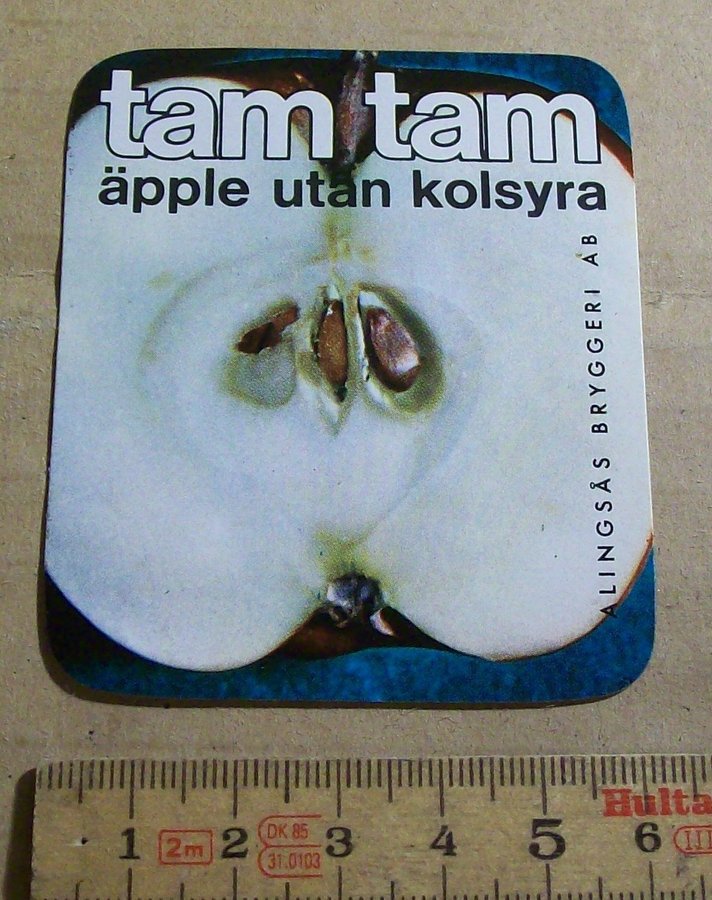 tam tam
äpple utan kolsyra
ALINGSÅS BRYGGERI AB
Hulta
1 2m 2 DK 85 3 4 5 6 III
31.0103